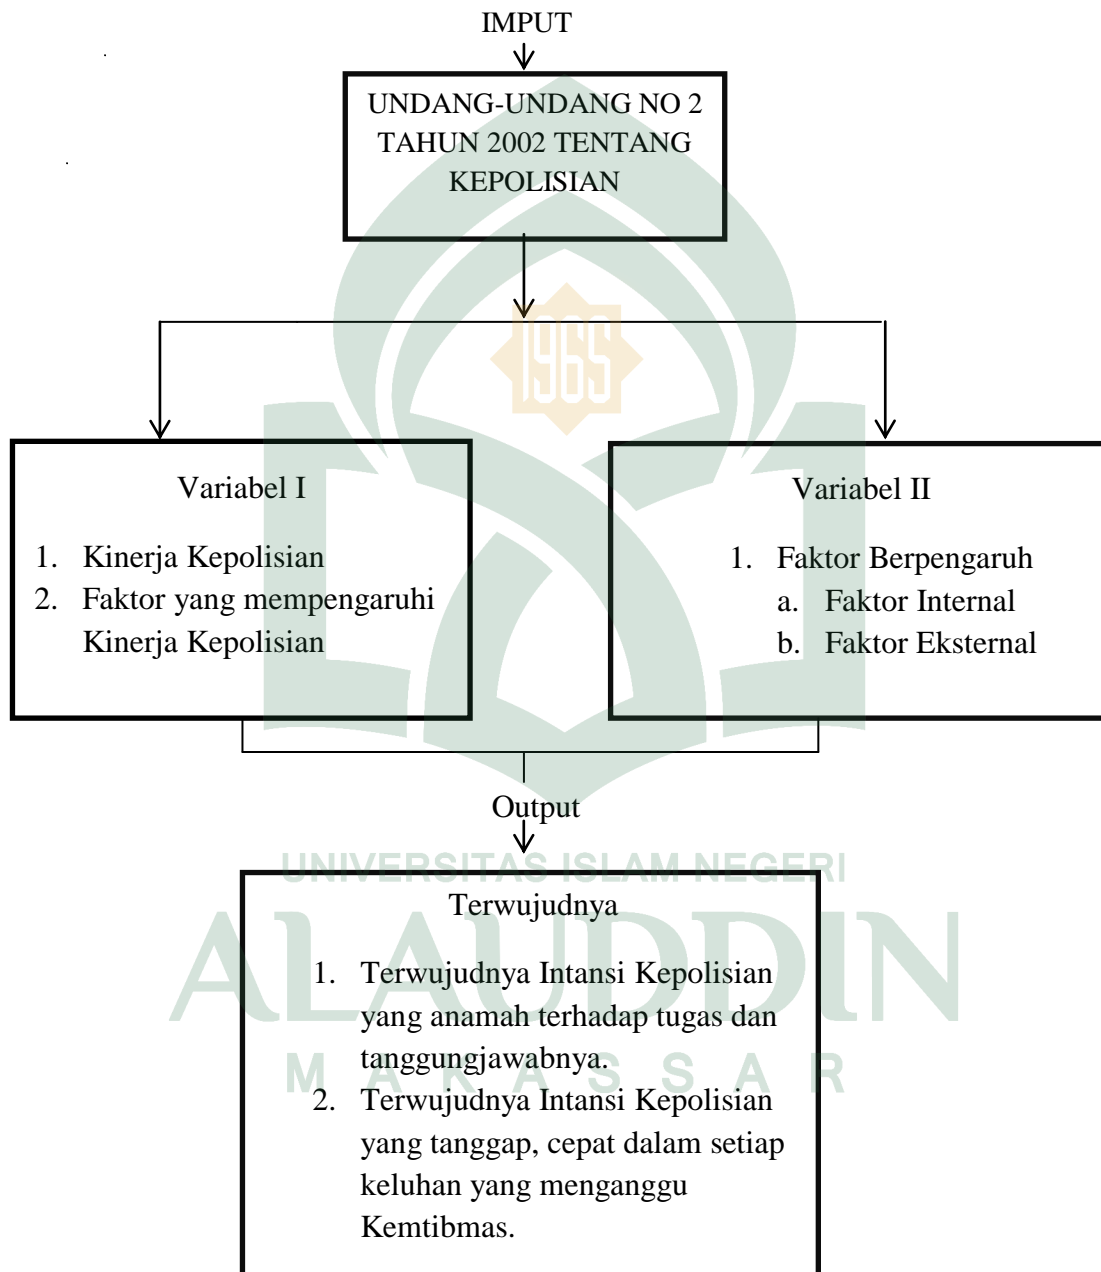 IMPUT
UNDANG-UNDANG NO 2
TAHUN 2002 TENTANG
KEPOLISIAN
1965
Variabel I
1. Kinerja Kepolisian
2. Faktor yang mempengaruhi
Kinerja Kepolisian
Variabel II
1. Faktor Berpengaruh
a. Faktor Internal
b. Faktor Eksternal
Output
UNIVERSITAS ISLAM NEGERI
ALAUDDIN
MAKASSAR
Terwujudnya
1. Terwujudnya Intansi Kepolisian
yang anamah terhadap tugas dan
tanggungjawabnya.
2. Terwujudnya Intansi Kepolisian
yang tanggap, cepat dalam setiap
keluhan yang menganggu
Kemtibmas.